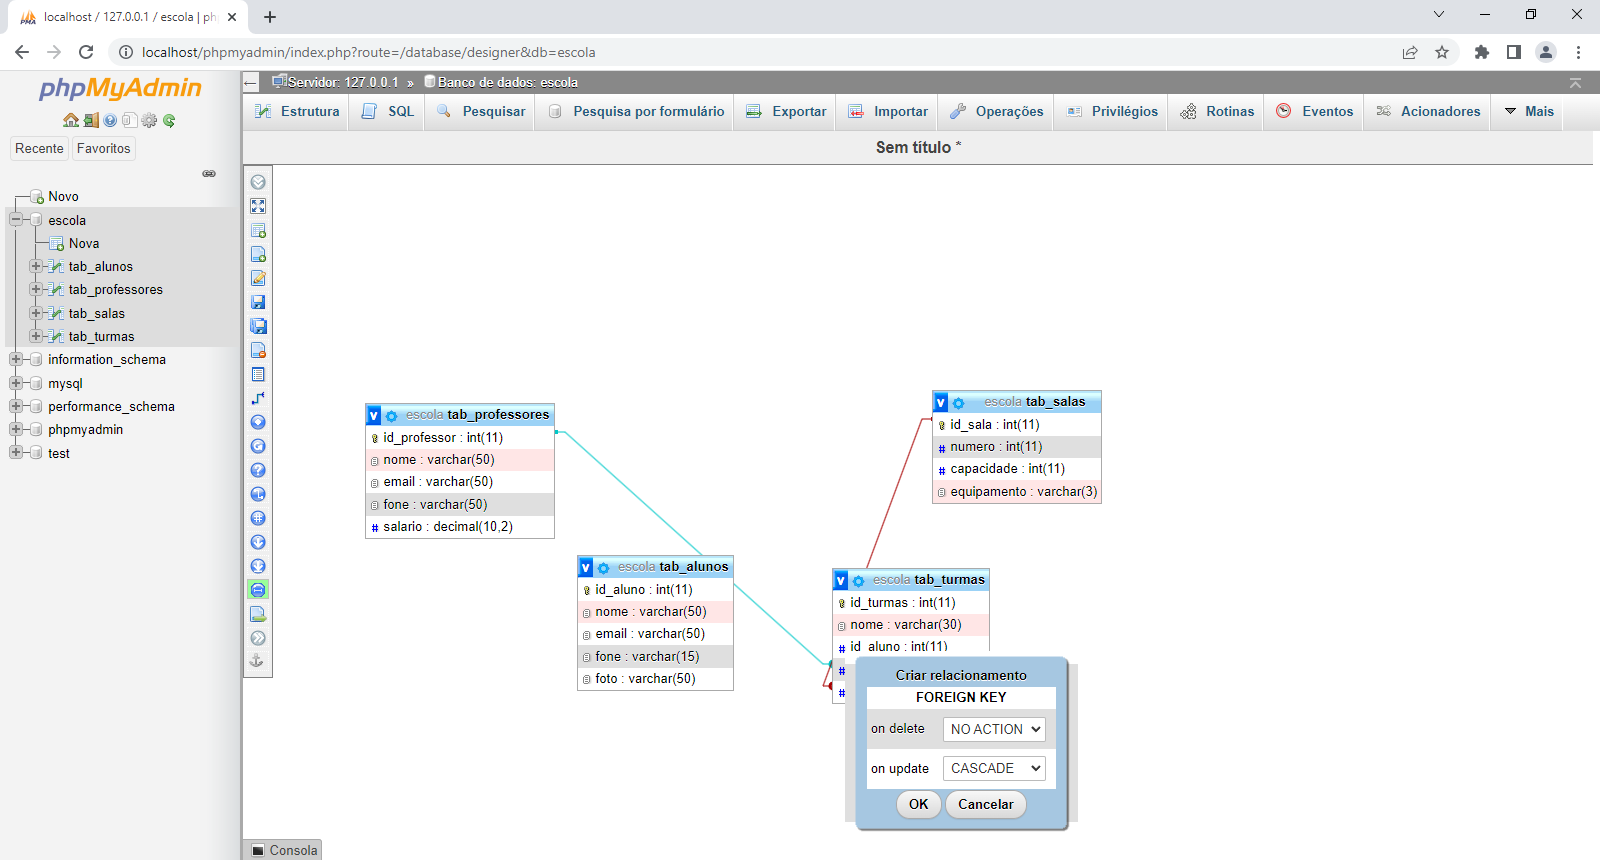 localhost / 127.0.0.1 / escola | ph
localhost/phpmyadmin/index.php?route=/database/designer&db=escola
phpMyAdmin
Recente
Favoritos
Novo
escola
Nova
tab_alunos
tab_professores
tab_salas
tab_turmas
information_schema
mysql
performance_schema
phpmyadmin
test
Servidor: 127.0.0.1 » Banco de dados: escola
Estrutura SQL Pesquisar Pesquisa por formulário Exportar Importar Operações Privilégios Rotinas Eventos Acionadores Mais
Sem título *
v escola tab_professores
id_professor : int(11)
nome : varchar(50)
email : varchar(50)
fone : varchar(50)
# salario : decimal(10,2)
v escola tab_alunos
id_aluno : int(11)
nome : varchar(50)
email : varchar(50)
fone : varchar(15)
foto : varchar(50)
v escola tab_salas
id_sala : int(11)
# numero : int(11)
# capacidade : int(11)
equipamento : varchar(3)
v escola tab_turmas
id_turmas : int(11)
nome : varchar(30)
# id_aluno : int(11)
#
#
Criar relacionamento
FOREIGN KEY
on delete NO ACTION
on update CASCADE
OK Cancelar
Consola